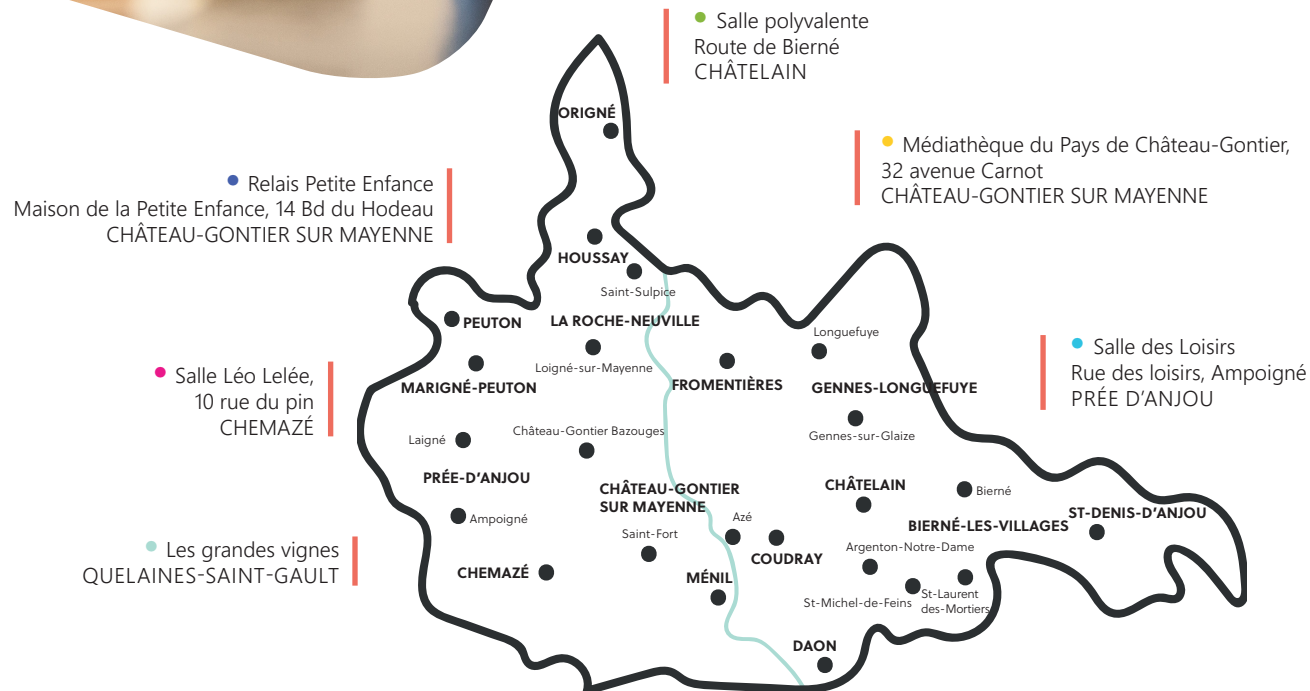 • Salle polyvalente
Route de Bierné
CHÂTELAIN
• Médiathèque du Pays de Château-Gontier,
32 avenue Carnot
CHÂTEAU-GONTIER SUR MAYENNE
• Relais Petite Enfance
Maison de la Petite Enfance, 14 Bd du Hodeau
CHÂTEAU-GONTIER SUR MAYENNE
• Salle des Loisirs
Rue des loisirs, Ampoigné
PRÉE D'ANJOU
• Salle Léo Lelée,
10 rue du pin
CHEMAZÉ
• Les grandes vignes
QUELAINES-SAINT-GAULT
ORIGNÉ
HOUSSAY
Saint-Sulpice
PEUTON
LA ROCHE-NEUVILLE
Longuefuye
Loigné-sur-Mayenne
MARIGNÉ-PEUTON
FROMENTIÈRES
GENNES-LONGUEFUYE
Laigné
Château-Gontier Bazouges
Gennes-sur-Glaize
PRÉE-D'ANJOU
CHÂTEAU-GONTIER
SUR MAYENNE
CHÂTELAIN
Bierné
Ampoigné
Azé
BIERNÉ-LES-VILLAGES
ST-DENIS-D'ANJOU
Saint-Fort
COUDRAY
Argenton-Notre-Dame
CHEMAZÉ
MÉNIL
St-Michel-de-Feins
St-Laurent
des-Mortiers
DAON